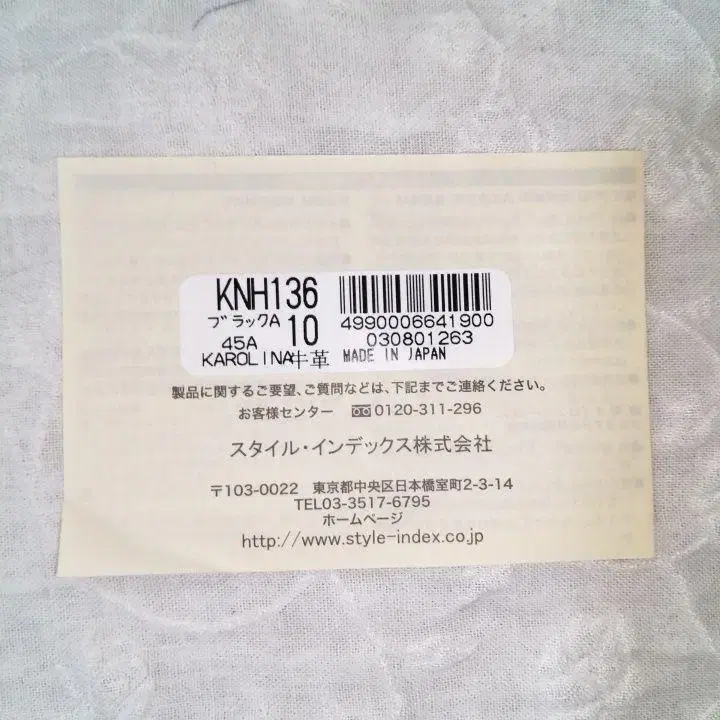 KNH136
ブラックA 10
45A
KAROLINA牛革
4990006641900
030801263
MADE IN JAPAN
製品に関するご要望、ご質問などは、下記までご連絡ください。
お客様センター 0120-311-296
スタイル・インデックス株式会社
〒103-0022 東京都中央区日本橋室町2-3-14
TEL03-3517-6795
ホームページ
http://www.style-index.co.jp